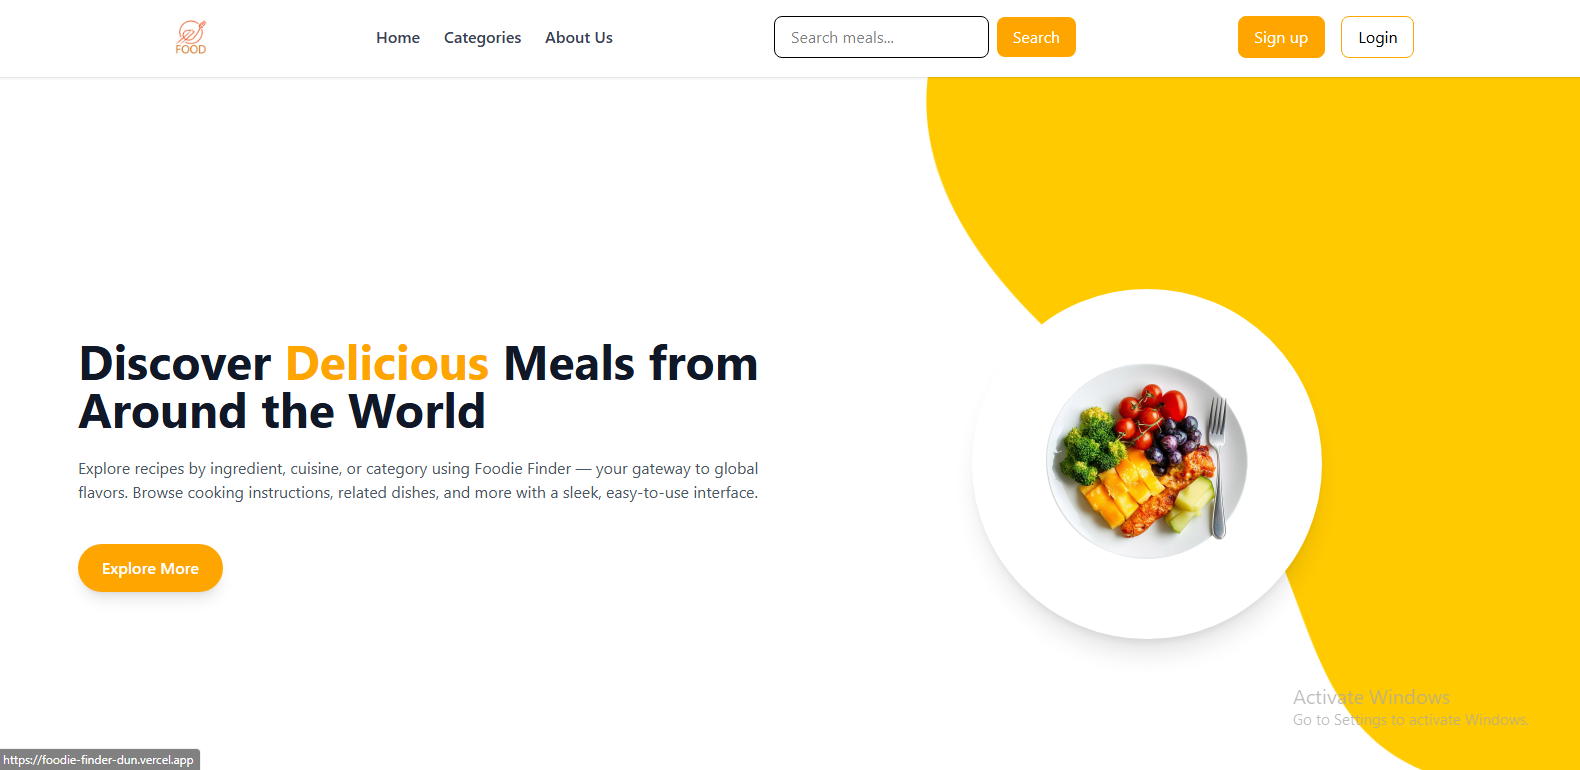 FOOD
Home
Categories
About Us
Search meals...
Search
Sign up
Login
Discover Delicious Meals from
Around the World
Explore recipes by ingredient, cuisine, or category using Foodie Finder — your gateway to global
flavors. Browse cooking instructions, related dishes, and more with a sleek, easy-to-use interface.
Explore More
Activate Windows
Go to Settings to activate Windows.
https://foodie-finder-dun.vercel.app